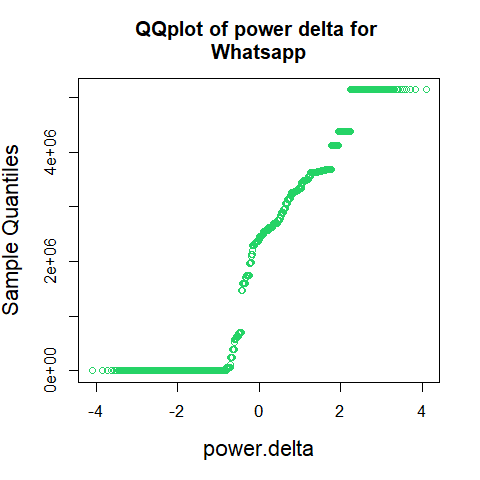 QQplot of power delta for
Whatsapp
Sample Quantiles
4e+06
2e+06
0e+00
-4 -2 0 2 4
power.delta